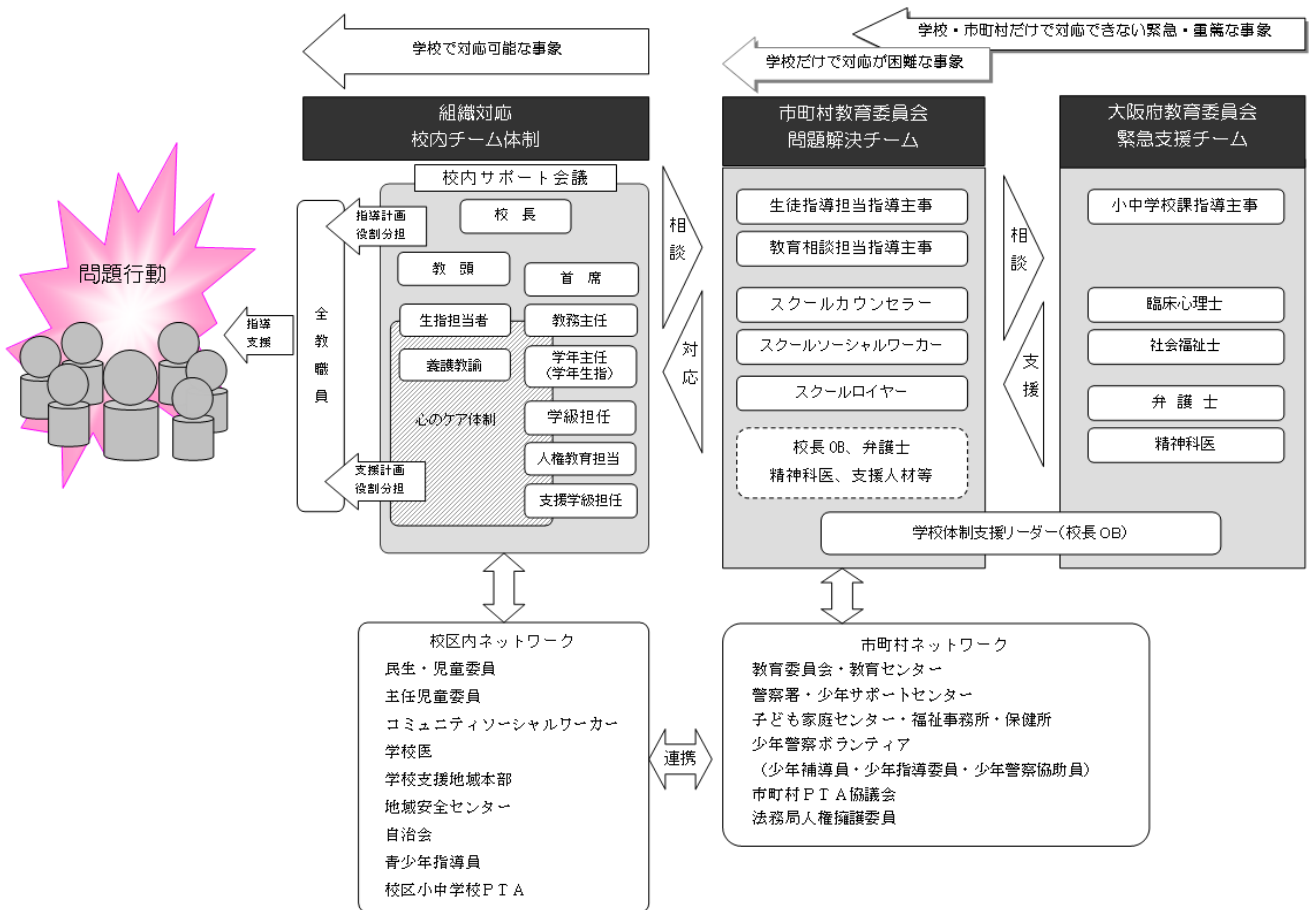 学校・市町村だけで対応できない緊急・重篤な事象
学校で対応可能な事象
学校だけで対応が困難な事象
組織対応
校内チーム体制
市町村教育委員会
問題解決チーム
大阪府教育委員会
緊急支援チーム
校内サポート会議
校 長
指導計画
役割分担
教 頭
首 席
生指担当者
教務主任
養護教諭
学年主任
(学年生指)
心のケア体制
学級担任
人権教育担当
支援計画
役割分担
支援学級担任
全教職員
指導
支援
問題行動
相談
対応
生徒指導担当指導主事
教育相談担当指導主事
スクールカウンセラー
スクールソーシャルワーカー
スクールロイヤー
校長OB、弁護士
精神科医、支援人材等
相談
支援
小中学校課指導主事
臨床心理士
社会福祉士
弁 護 士
精神科医
学校体制支援リーダー(校長OB)
校区内ネットワーク
民生・児童委員
主任児童委員
コミュニティソーシャルワーカー
学校医
学校支援地域本部
地域安全センター
自治会
青少年指導員
校区小中学校PTA
連携
市町村ネットワーク
教育委員会・教育センター
警察署・少年サポートセンター
子ども家庭センター・福祉事務所・保健所
少年警察ボランティア
(少年補導員・少年指導委員・少年警察協助員)
市町村PTA協議会
法務局人権擁護委員